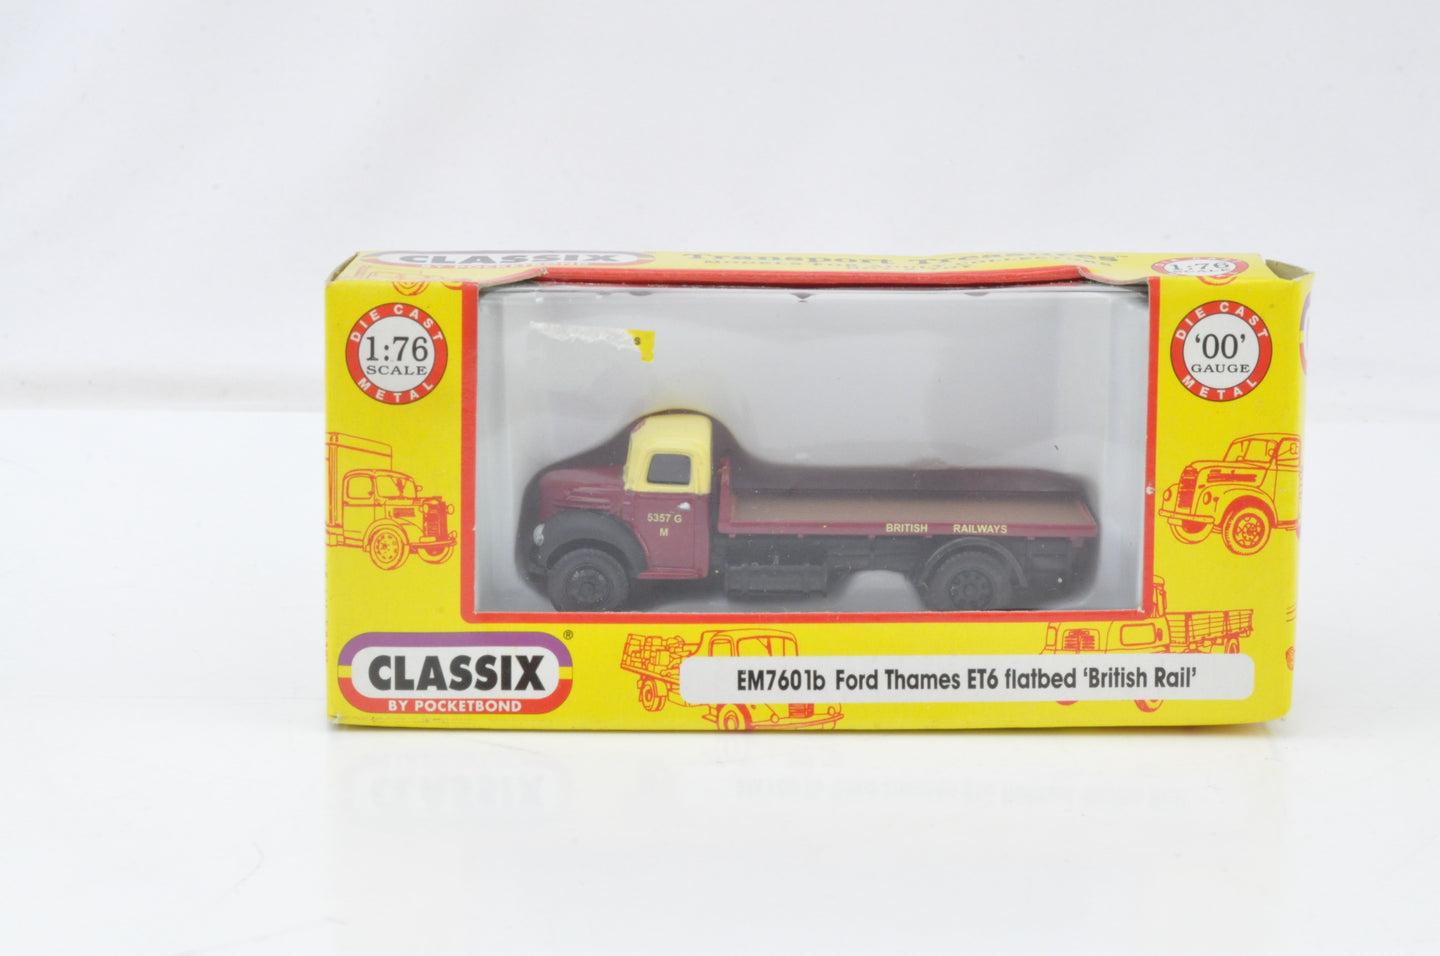 CLASSIX
Transport Treasures
1:76
DIE CAST
1:76
SCALE
METAL
DIE CAST
'00'
GAUGE
METAL
s
5357 G
M
BRITISH RAILWAYS
CLASSIX®
BY POCKETBOND
EM7601b Ford Thames ET6 flatbed 'British Rail'